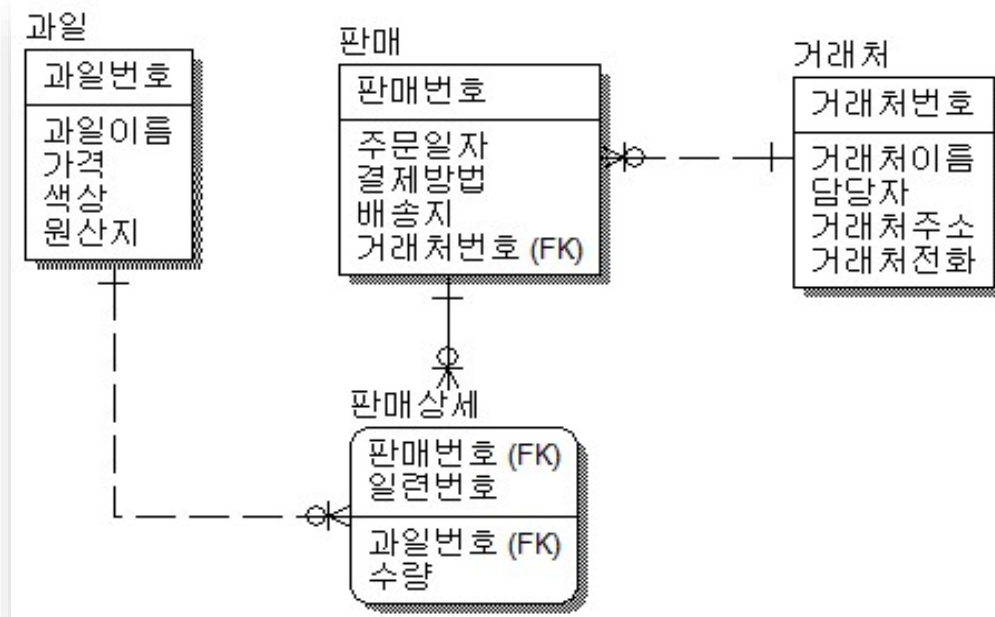 과일
과일번호
과일이름
가격
색상
원산지
판매
판매번호
주문일자
결제방법
배송지
거래처번호 (FK)
거래처
거래처번호
거래처이름
담당자
거래처주소
거래처전화
판매상세
판매번호 (FK)
일련번호
과일번호 (FK)
수량